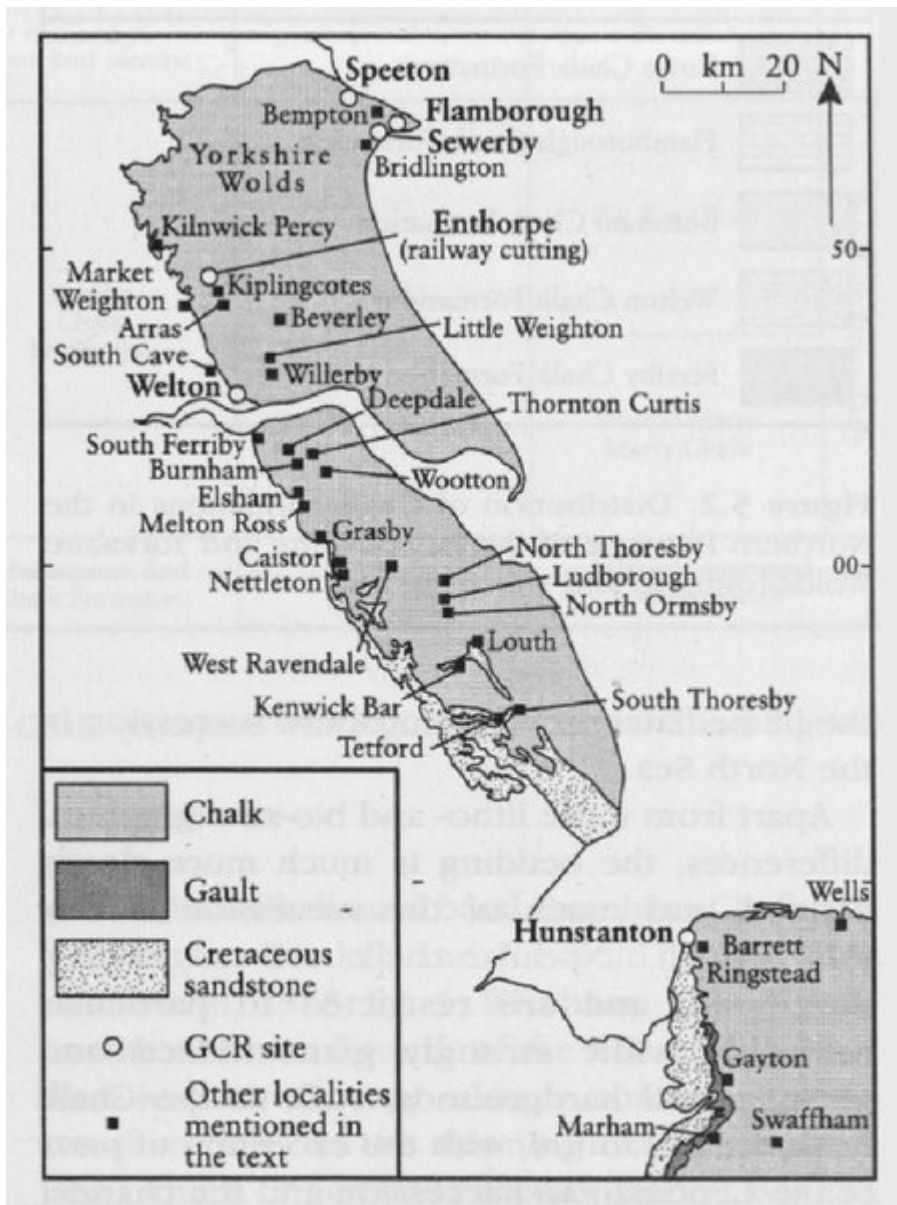 Speeton
0 km 20 N
Bempton
Flamborough
Sewerby
Bridlington
Yorkshire
Wolds
Kilnwick Percy
Enthorpe
(railway cutting)
50
Market
Weighton
Kiplingcotes
Arras
Beverley
Little Weighton
South Cave
Willerby
Welton
Deepdale
Thornton Curtis
South Ferriby
Burnham
Wootton
Elsham
Melton Ross
Grasby
Caistor
Nettleton
North Thoresby
00
Ludborough
North Ormsby
Louth
West Ravendale
Kenwick Bar
South Thoresby
Tetford
Chalk
Gault
Cretaceous
sandstone
GCR site
Other localities
mentioned in
the text
Wells
Hunstanton
Barrett
Ringstead
Gayton
Marham
Swaffham